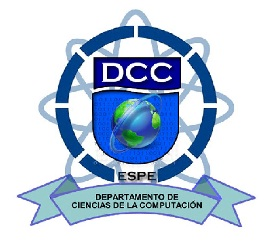 DCC
ESPE
DEPARTAMENTO DE
CIENCIAS DE LA COMPUTACIÓN